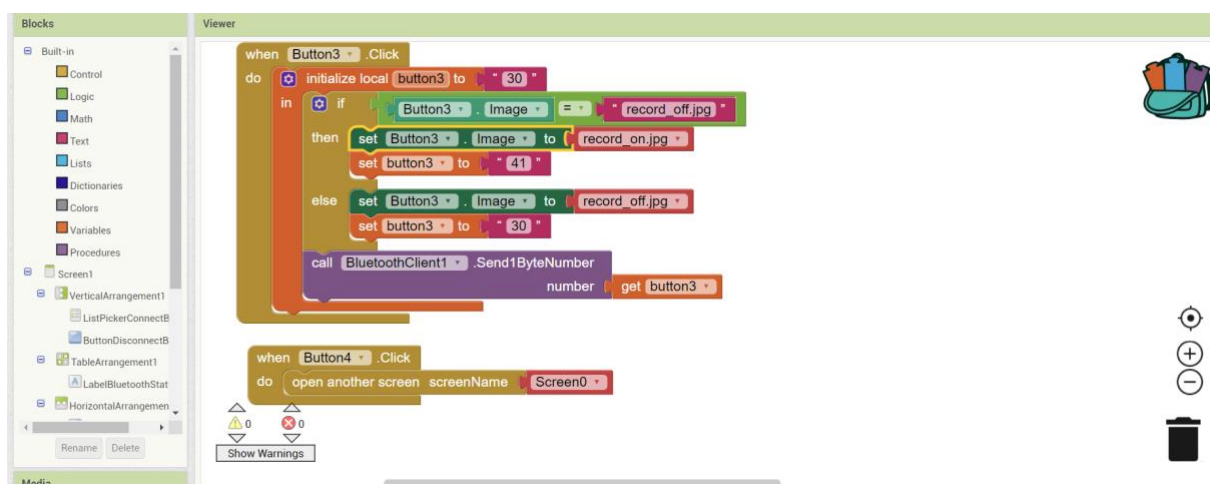 Blocks
Viewer
Built-in
Control
Logic
Math
Text
Lists
Dictionaries
Colors
Variables
Procedures
Screen1
VerticalArrangement1
ListPickerConnectB
ButtonDisconnectB
TableArrangement1
LabelBluetoothStat
HorizontalArrangemen
Rename Delete
when Button3 .Click
do initialize local button3 to " 30 "
in if Button3 . Image = " record_off.jpg "
then set Button3 . Image to record_on.jpg
set button3 to " 41 "
else set Button3 . Image to record_off.jpg
set button3 to " 30 "
call BluetoothClient1 .Send1ByteNumber
number get button3
when Button4 .Click
do open another screen screenName Screen0
0 0
Show Warnings
Media